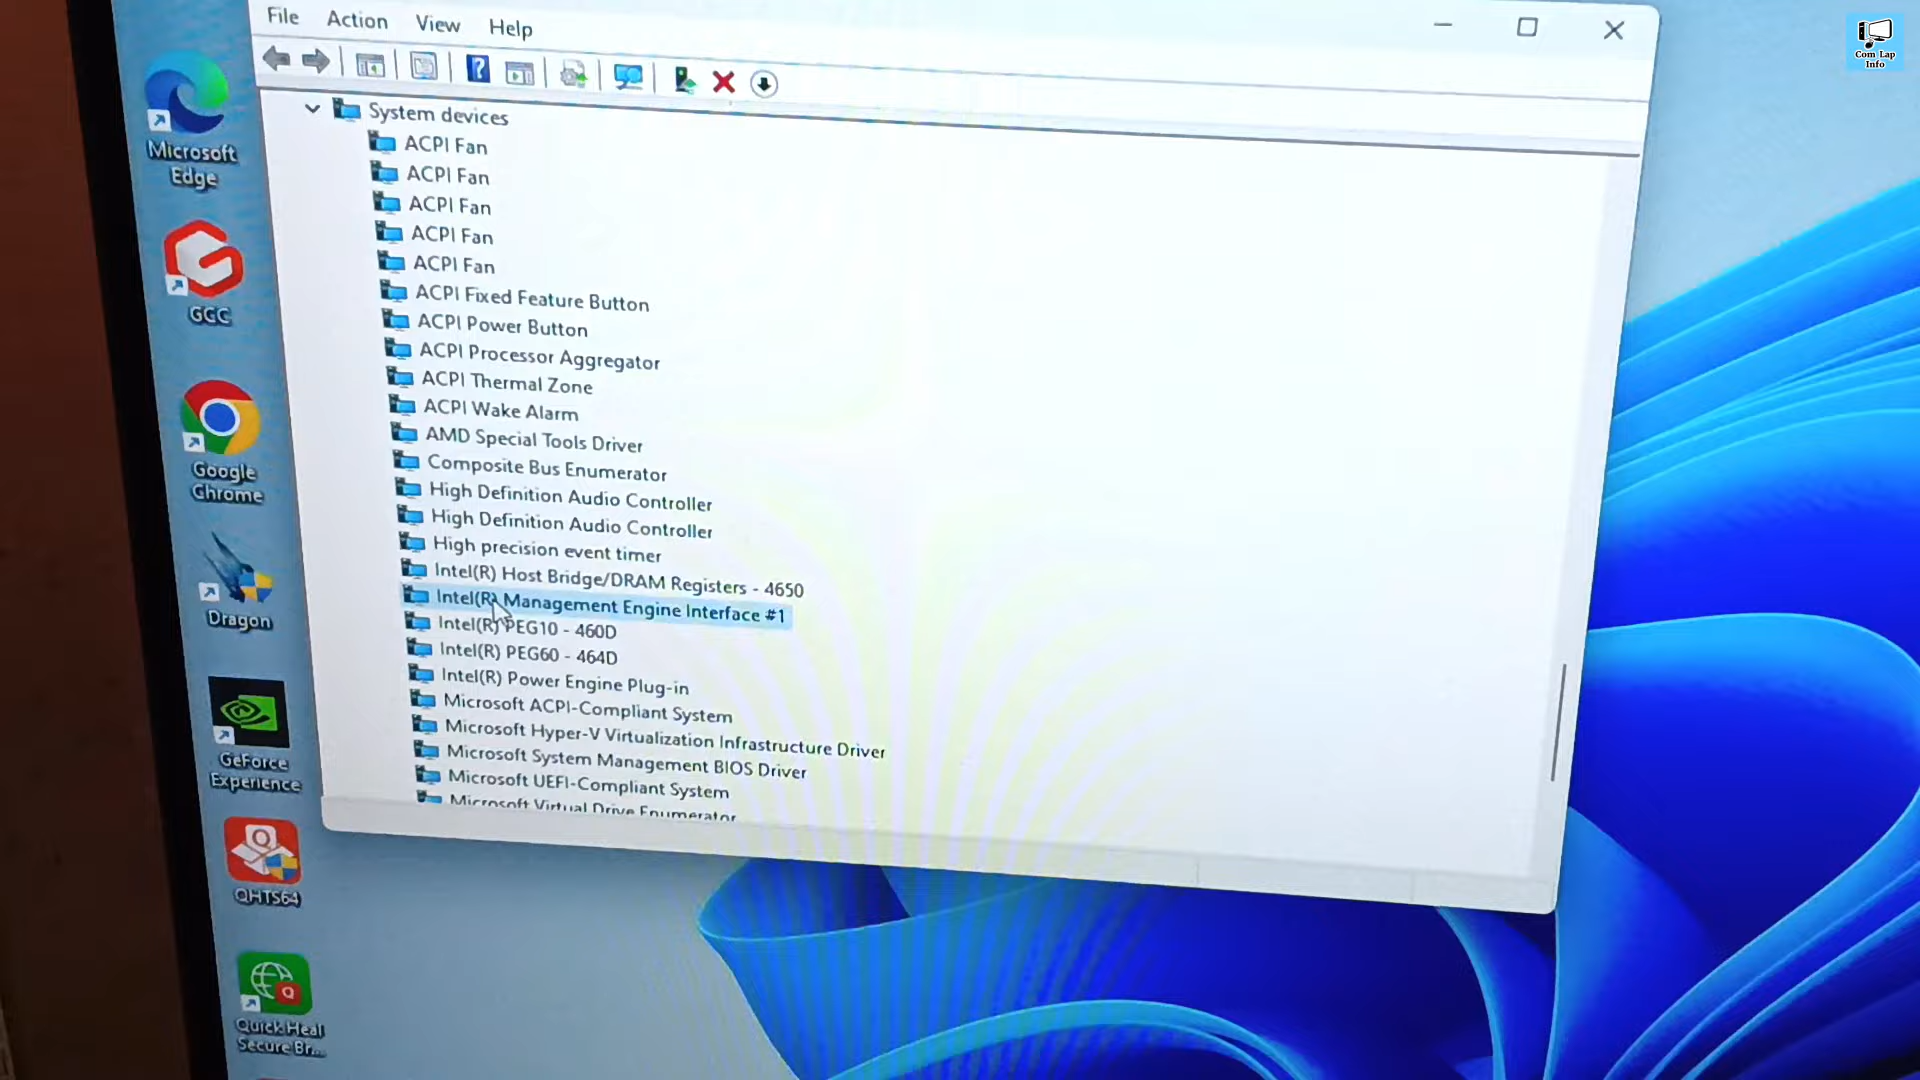 File Action View Help
Com Lap
Info
Microsoft
Edge
GCC
Google
Chrome
Dragon
GeForce
Experience
QHTS64
Quick Heal
Secure Br...
System devices
ACPI Fan
ACPI Fan
ACPI Fan
ACPI Fan
ACPI Fan
ACPI Fixed Feature Button
ACPI Power Button
ACPI Processor Aggregator
ACPI Thermal Zone
ACPI Wake Alarm
AMD Special Tools Driver
Composite Bus Enumerator
High Definition Audio Controller
High Definition Audio Controller
High precision event timer
Intel(R) Host Bridge/DRAM Registers - 4650
Intel(R) Management Engine Interface #1
Intel(R) PEG10 - 460D
Intel(R) PEG60 - 464D
Intel(R) Power Engine Plug-in
Microsoft ACPI-Compliant System
Microsoft Hyper-V Virtualization Infrastructure Driver
Microsoft System Management BIOS Driver
Microsoft UEFI-Compliant System
Microsoft Virtual Drive Enumerator